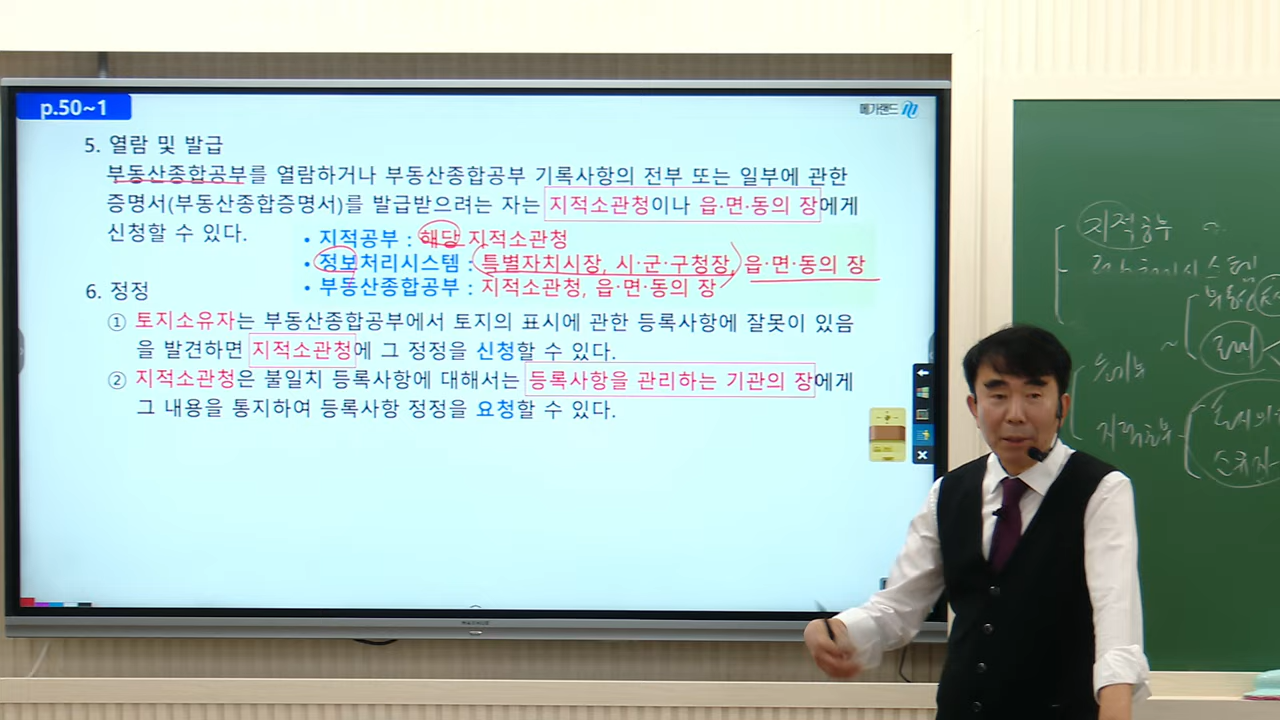 p.50~1
메가랜드
5. 열람 및 발급
부동산종합공부를 열람하거나 부동산종합공부 기록사항의 전부 또는 일부에 관한
증명서(부동산종합증명서)를 발급받으려는 자는 지적소관청이나 읍·면·동의 장에게
신청할 수 있다.
• 지적공부 : 해당 지적소관청
• 정보처리시스템 : 특별자치시장, 시·군·구청장, 읍·면·동의 장
• 부동산종합공부 : 지적소관청, 읍·면·동의 장
6. 정정
① 토지소유자는 부동산종합공부에서 토지의 표시에 관한 등록사항에 잘못이 있음
을 발견하면 지적소관청에 그 정정을 신청할 수 있다.
② 지적소관청은 불일치 등록사항에 대해서는 등록사항을 관리하는 기관의 장에게
그 내용을 통지하여 등록사항 정정을 요청할 수 있다.
지적공부
지적공부